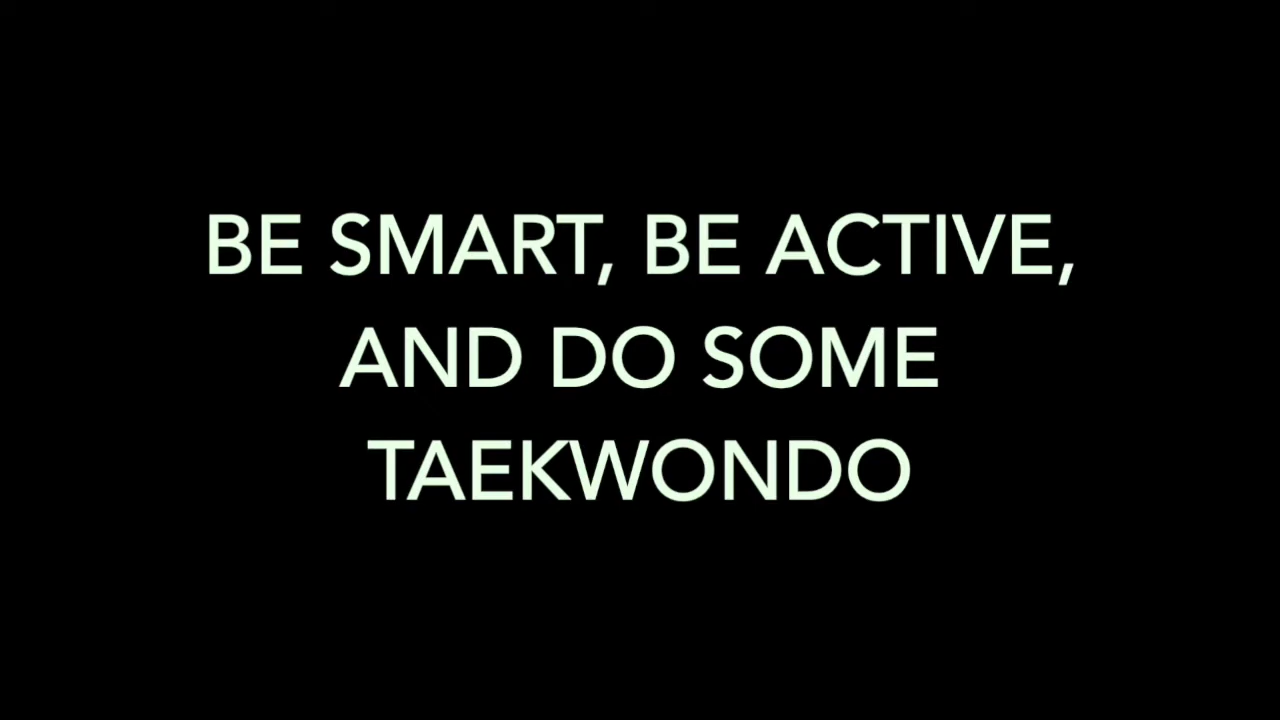 BE SMART, BE ACTIVE,
AND DO SOME
TAEKWONDO